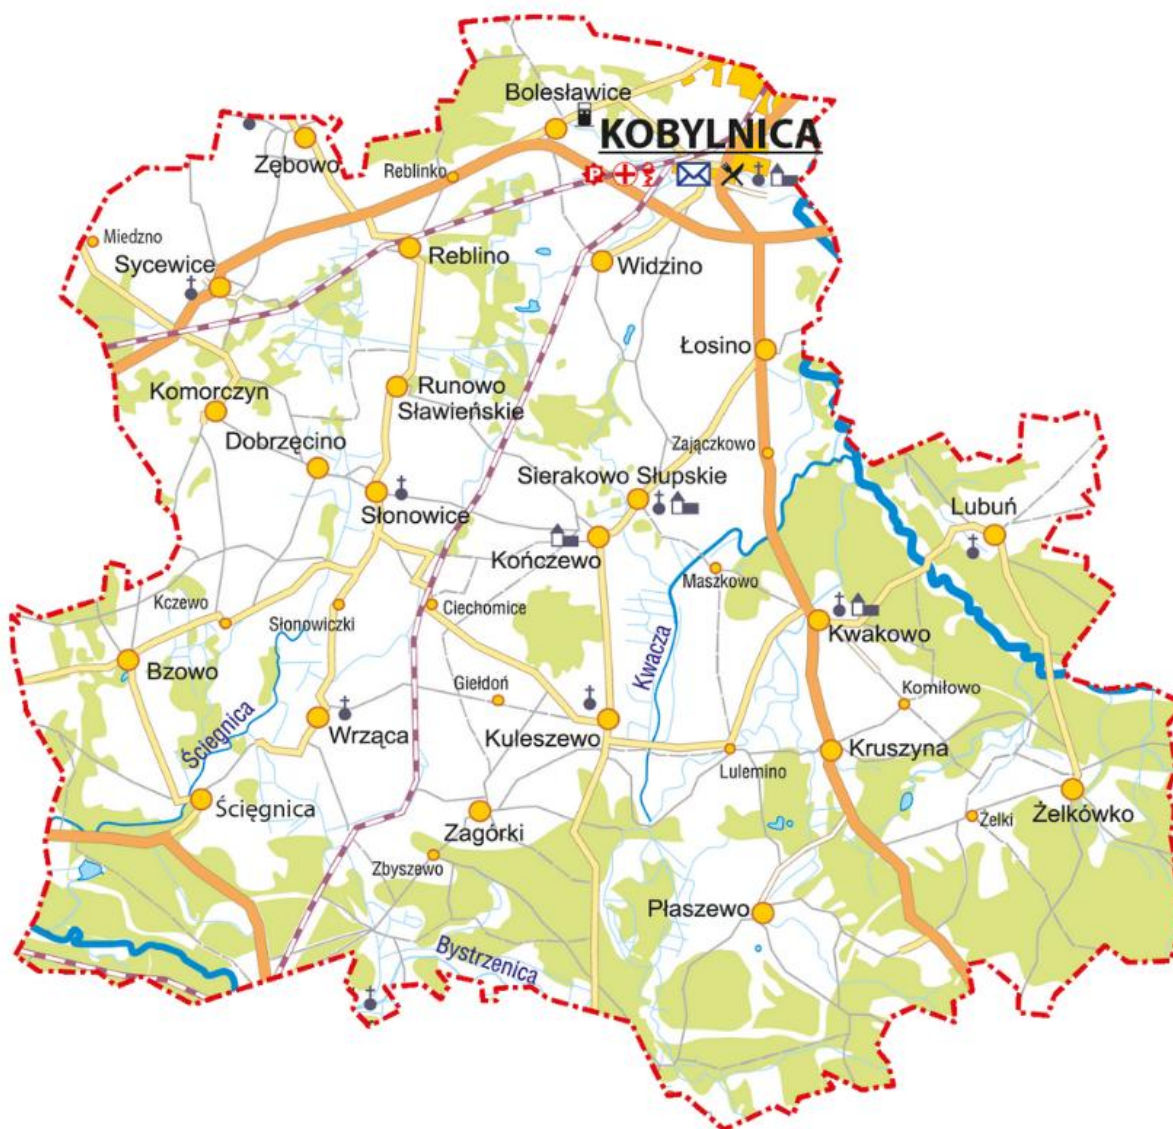 Bolesławice
KOBYLNICA
P
Zębowo
Reblinko
Miedzno
Sycewice
Reblino
Widzino
Łosino
Komorczyn
Runowo
Sławieńskie
Dobrzęcino
Zajączkowo
Sierakowo Słupskie
Lubuń
Słonowice
Kończewo
Maszkowo
Kczewo
Słonowiczki
Ciechomice
Kwakowo
Kwacza
Bzowo
Giełdoń
Komiłowo
Ścięgnica
Wrząca
Kuleszewo
Kruszyna
Lulemino
Ścięgnica
Zagórki
Żelki
Żelkówko
Zbyszewo
Płaszewo
Bystrzenica